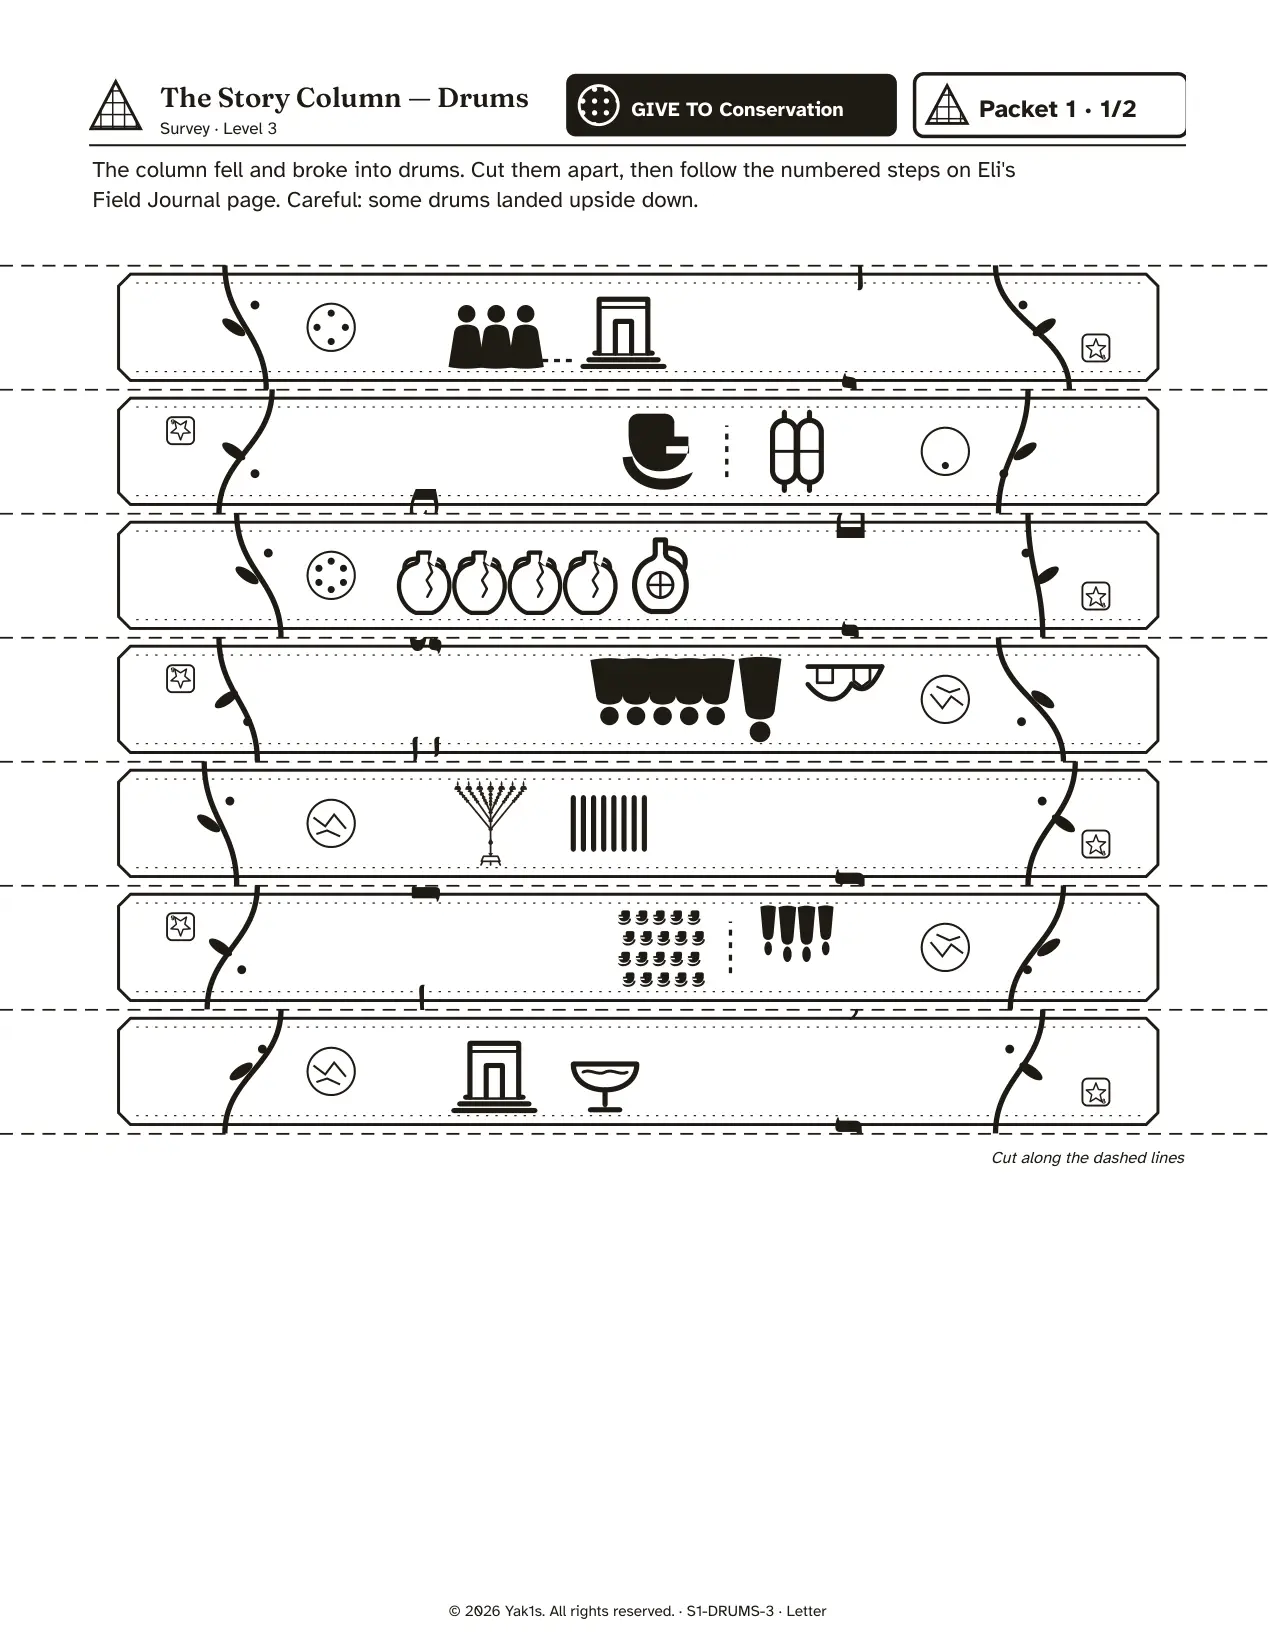 The Story Column — Drums
Survey · Level 3
GIVE TO Conservation
Packet 1 · 1/2
The column fell and broke into drums. Cut them apart, then follow the numbered steps on Eli's
Field Journal page. Careful: some drums landed upside down.
Cut along the dashed lines
© 2026 Yak1s. All rights reserved. · S1-DRUMS-3 · Letter